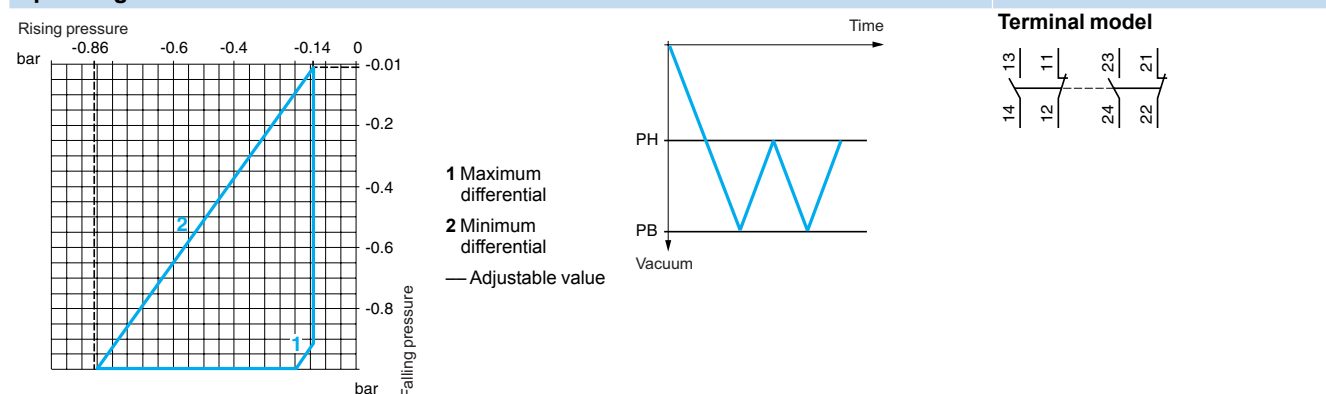 Rising pressure
bar
-0.86
-0.6
-0.4
-0.14
0
-0.01
-0.2
-0.4
-0.6
-0.8
2
1
bar
Falling pressure
1 Maximum
differential
2 Minimum
differential
— Adjustable value
Time
PH
PB
Vacuum
Terminal model
13
11
23
21
14
12
24
22